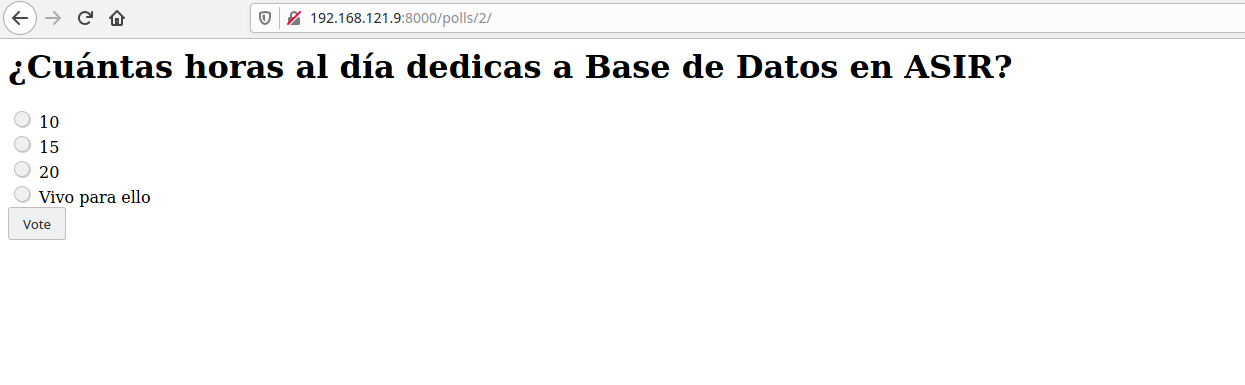 192.168.121.9:8000/polls/2/
¿Cuántas horas al día dedicas a Base de Datos en ASIR?
10
15
20
Vivo para ello
Vote